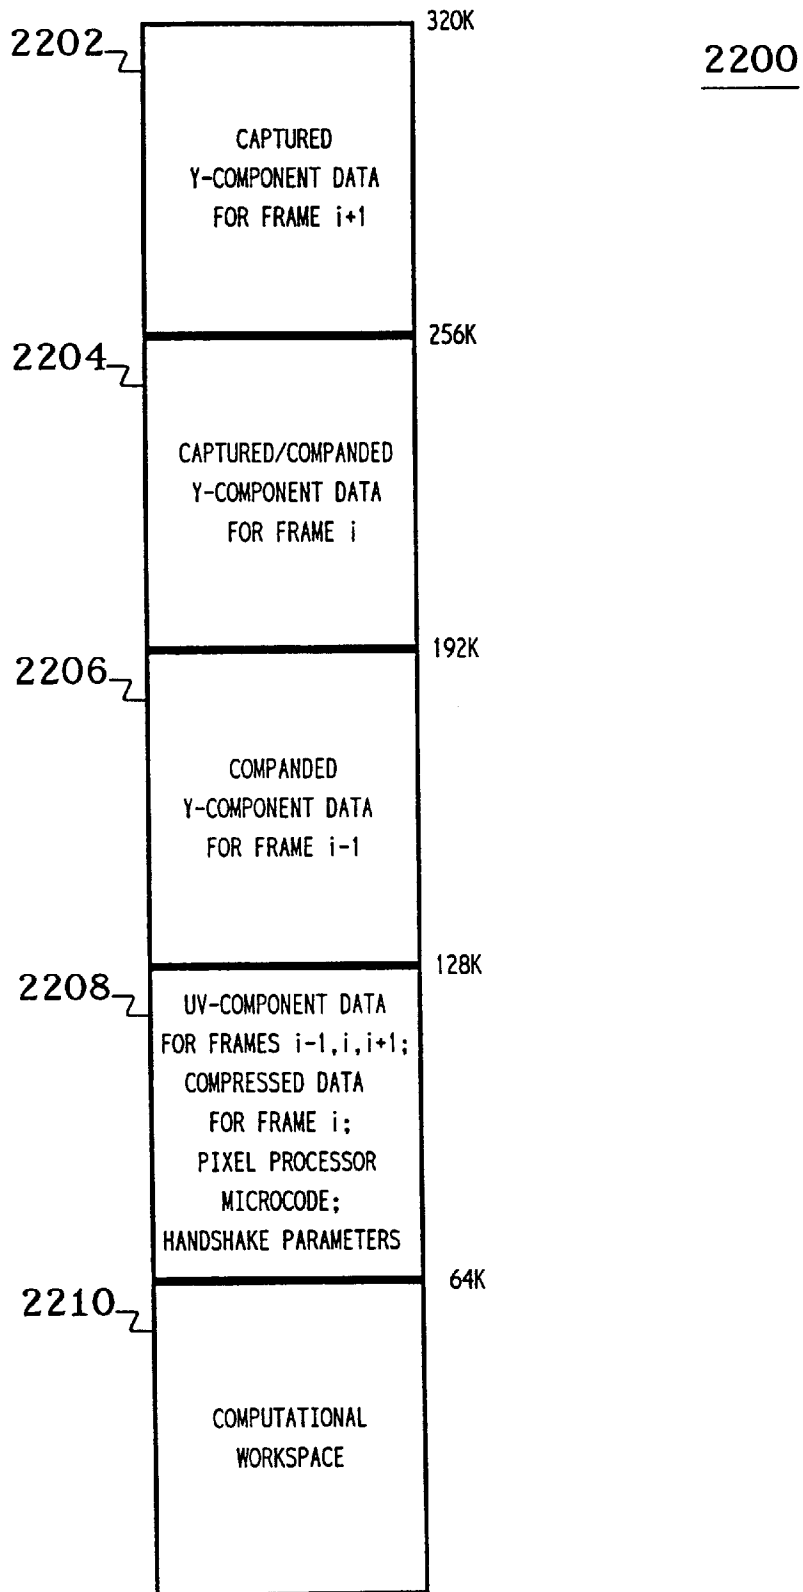 320K
2202
2200
CAPTURED
Y-COMPONENT DATA
FOR FRAME i+1
256K
2204
CAPTURED/COMPANDED
Y-COMPONENT DATA
FOR FRAME i
192K
2206
COMPANDED
Y-COMPONENT DATA
FOR FRAME i-1
128K
2208
UV-COMPONENT DATA
FOR FRAMES i-1,i,i+1;
COMPRESSED DATA
FOR FRAME i;
PIXEL PROCESSOR
MICROCODE;
HANDSHAKE PARAMETERS
64K
2210
COMPUTATIONAL
WORKSPACE